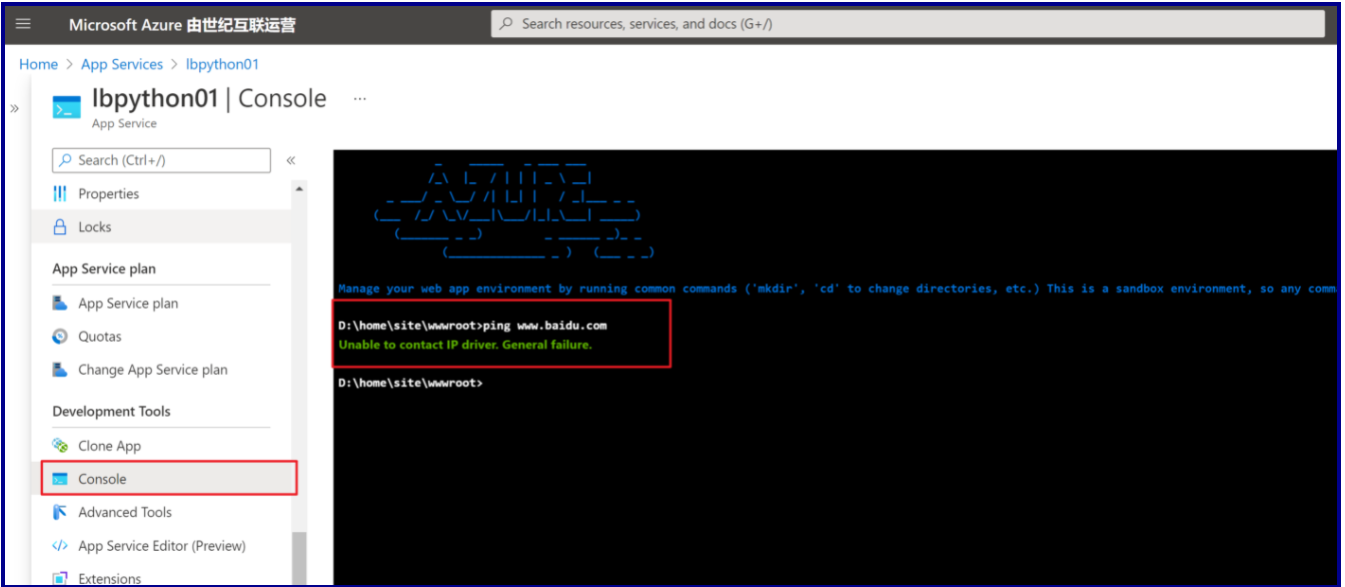 Microsoft Azure 由世纪互联运营
Search resources, services, and docs (G+/)
Home > App Services > lbpython01
lbpython01 | Console ...
App Service
Search (Ctrl+/)
Properties
Locks
App Service plan
App Service plan
Quotas
Change App Service plan
Development Tools
Clone App
Console
Advanced Tools
App Service Editor (Preview)
Extensions
AZURE
Manage your web app environment by running common commands ('mkdir', 'cd' to change directories, etc.) This is a sandbox environment, so any comm
D:\home\site\wwwroot>ping www.baidu.com
Unable to contact IP driver. General failure.
D:\home\site\wwwroot>